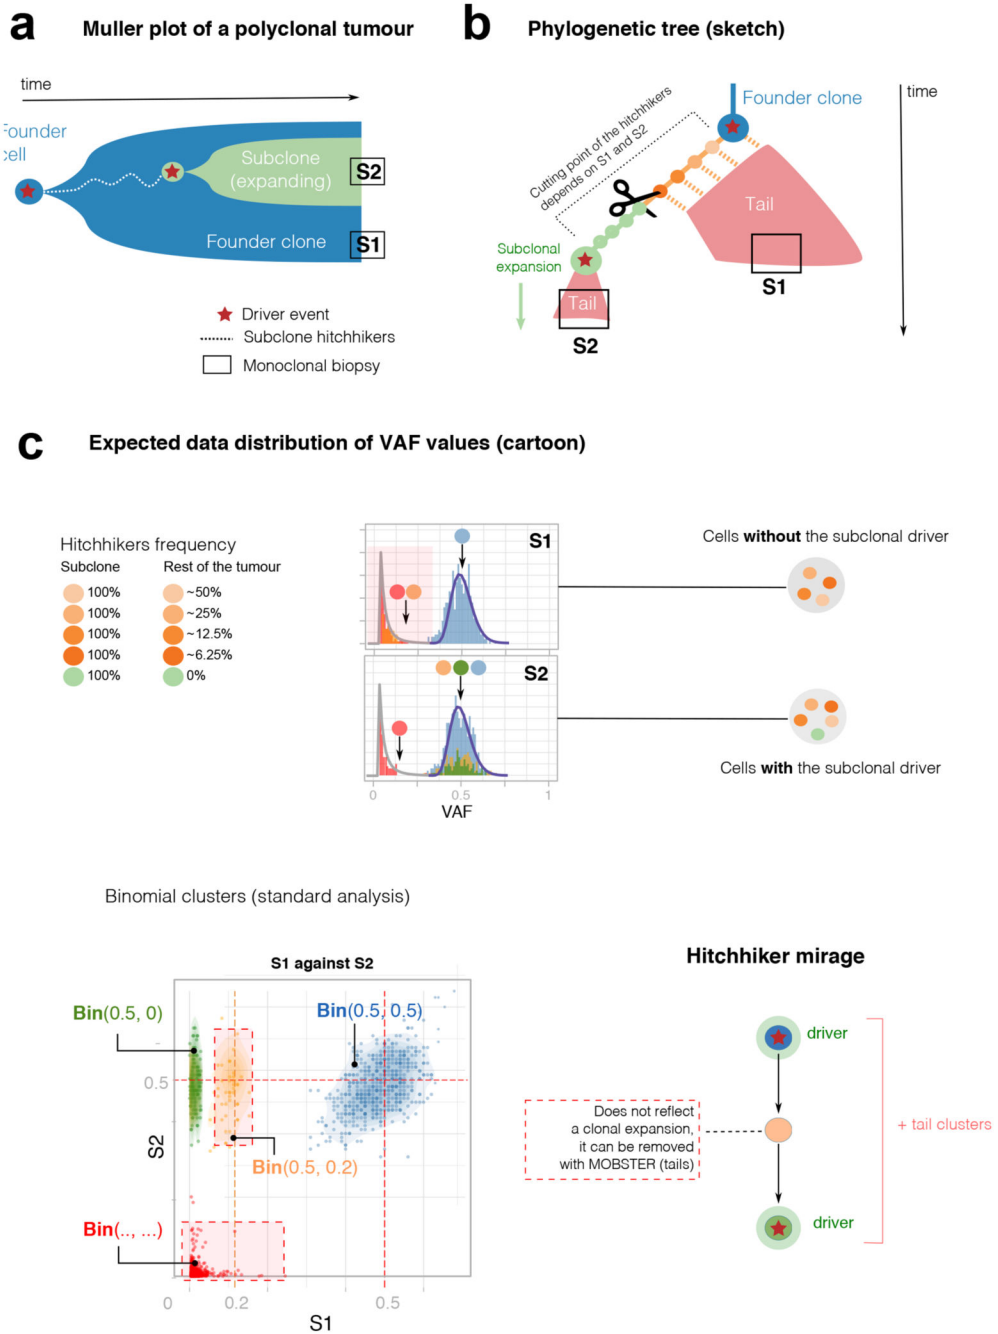 a
Muller plot of a polyclonal tumour
time
Founder
cell
Subclone
(expanding)
S2
Founder clone
S1
Driver event
Subclone hitchhikers
Monoclonal biopsy
b
Phylogenetic tree (sketch)
Founder clone
time
Cutting point of the hitchhikers
depends on S1 and S2
Tail
S1
Subclonal
expansion
Tail
S2
c
Expected data distribution of VAF values (cartoon)
Hitchhikers frequency
Subclone Rest of the tumour
100% ~50%
100% ~25%
100% ~12.5%
100% ~6.25%
100% 0%
S1
S2
0 0.5 1
VAF
Cells without the subclonal driver
Cells with the subclonal driver
Binomial clusters (standard analysis)
S1 against S2
Bin(0.5, 0)
Bin(0.5, 0.5)
0.5
S2
Bin(0.5, 0.2)
Bin(.., ...)
0 0.2 0.5
S1
Hitchhiker mirage
driver
Does not reflect
a clonal expansion,
it can be removed
with MOBSTER (tails)
+ tail clusters
driver